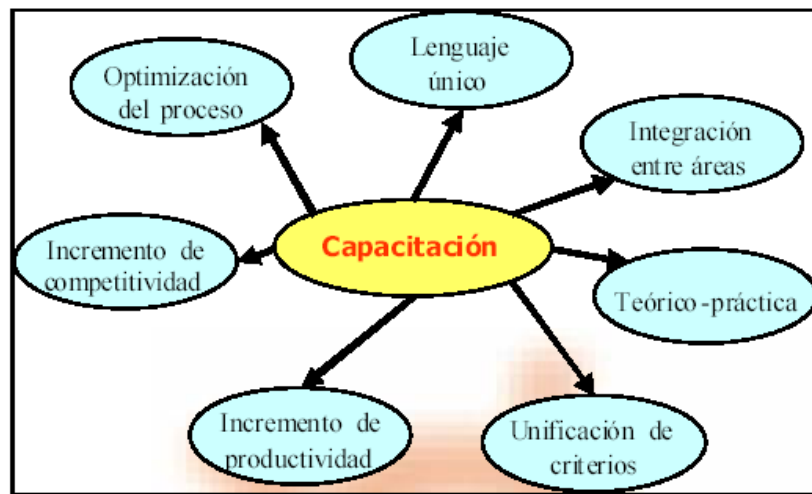 Lenguaje
único
Optimización
del proceso
Integración
entre áreas
Capacitación
Incremento de
competitividad
Teórico-práctica
Incremento de
productividad
Unificación de
criterios